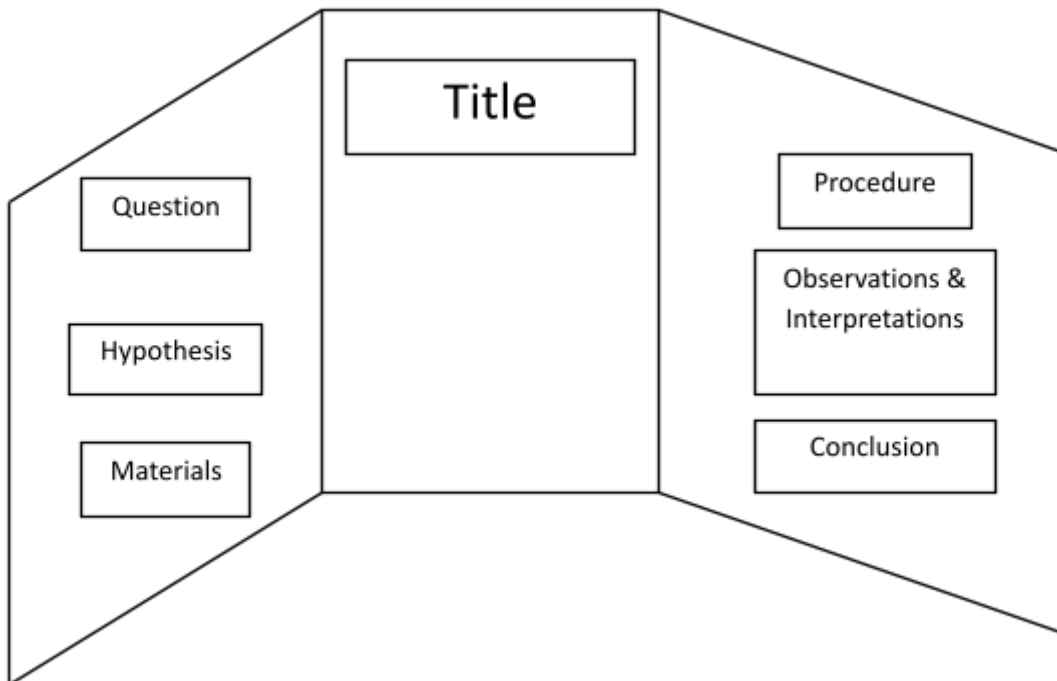 Title
Question
Hypothesis
Materials
Procedure
Observations &
Interpretations
Conclusion